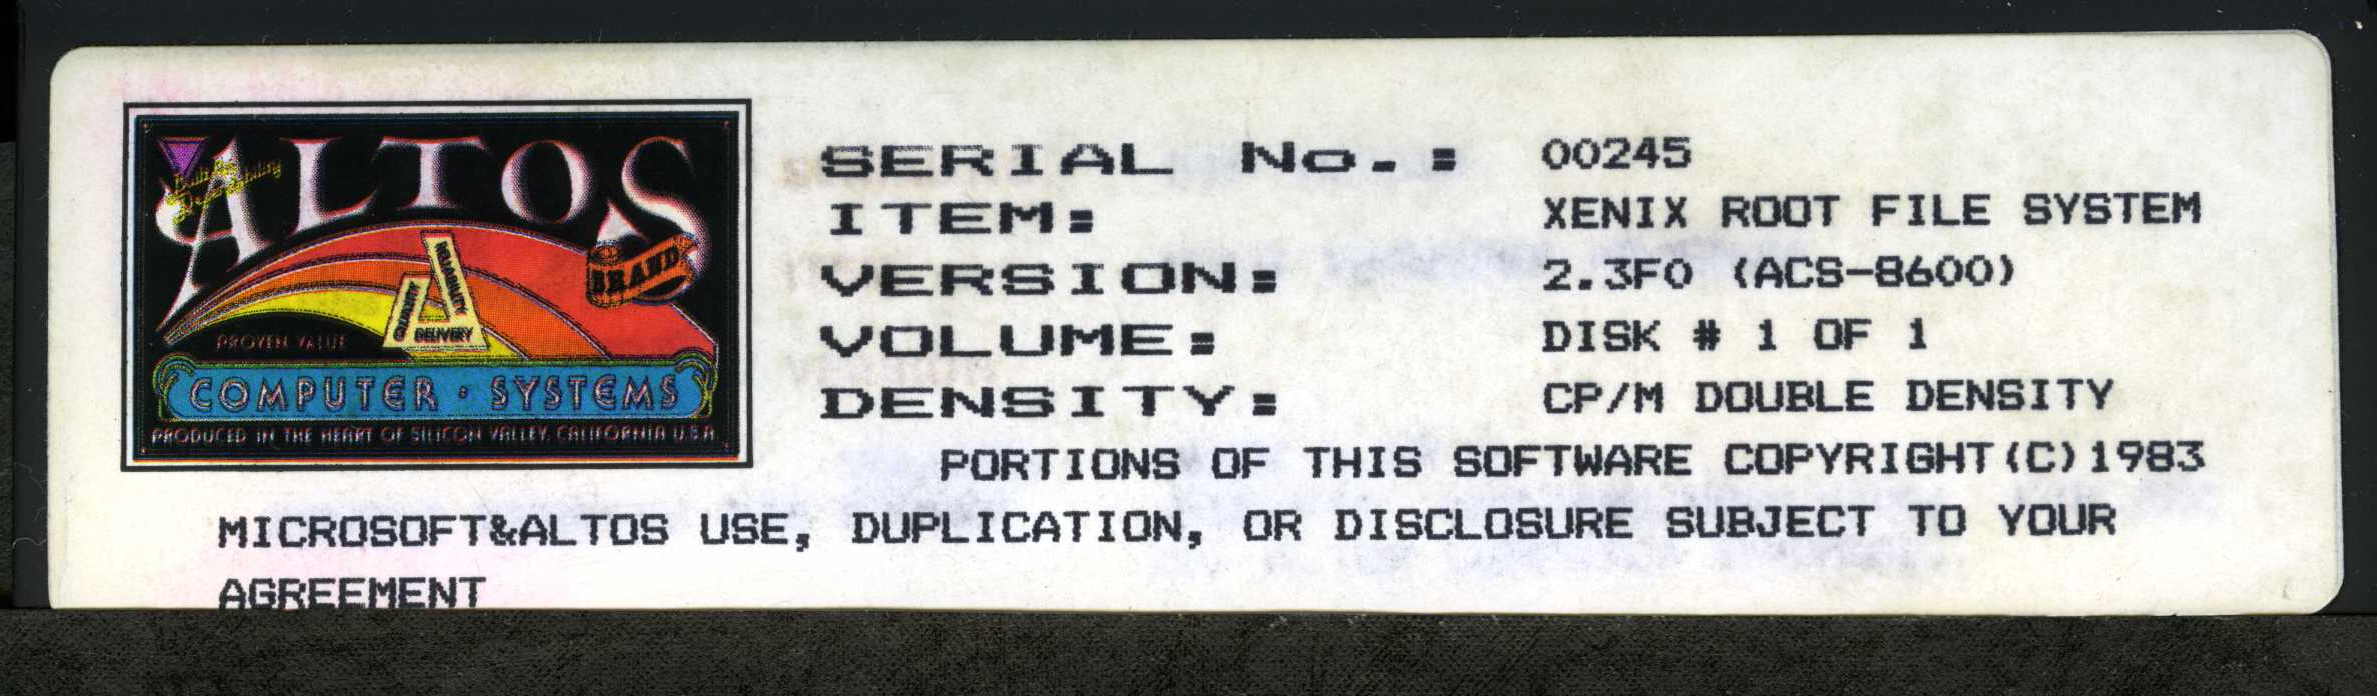 ALTOS
BRAND
QUALITY
RELIABILITY
DELIVERY
PROVEN VALUE
COMPUTER · SYSTEMS
PRODUCED IN THE HEART OF SILICON VALLEY, CALIFORNIA U.S.A
SERIAL No.: 00245
ITEM: XENIX ROOT FILE SYSTEM
VERSION: 2.3F0 (ACS-8600)
VOLUME: DISK # 1 OF 1
DENSITY: CP/M DOUBLE DENSITY
PORTIONS OF THIS SOFTWARE COPYRIGHT(C)1983
MICROSOFT&ALTOS USE, DUPLICATION, OR DISCLOSURE SUBJECT TO YOUR
AGREEMENT